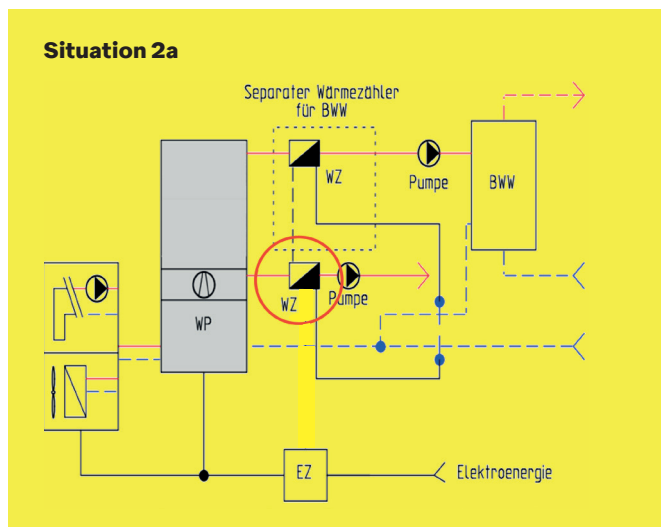 Situation 2a
Separater Wärmezähler
für BWW
WZ
Pumpe
BWW
WZ
Pumpe
WP
EZ
Elektroenergie